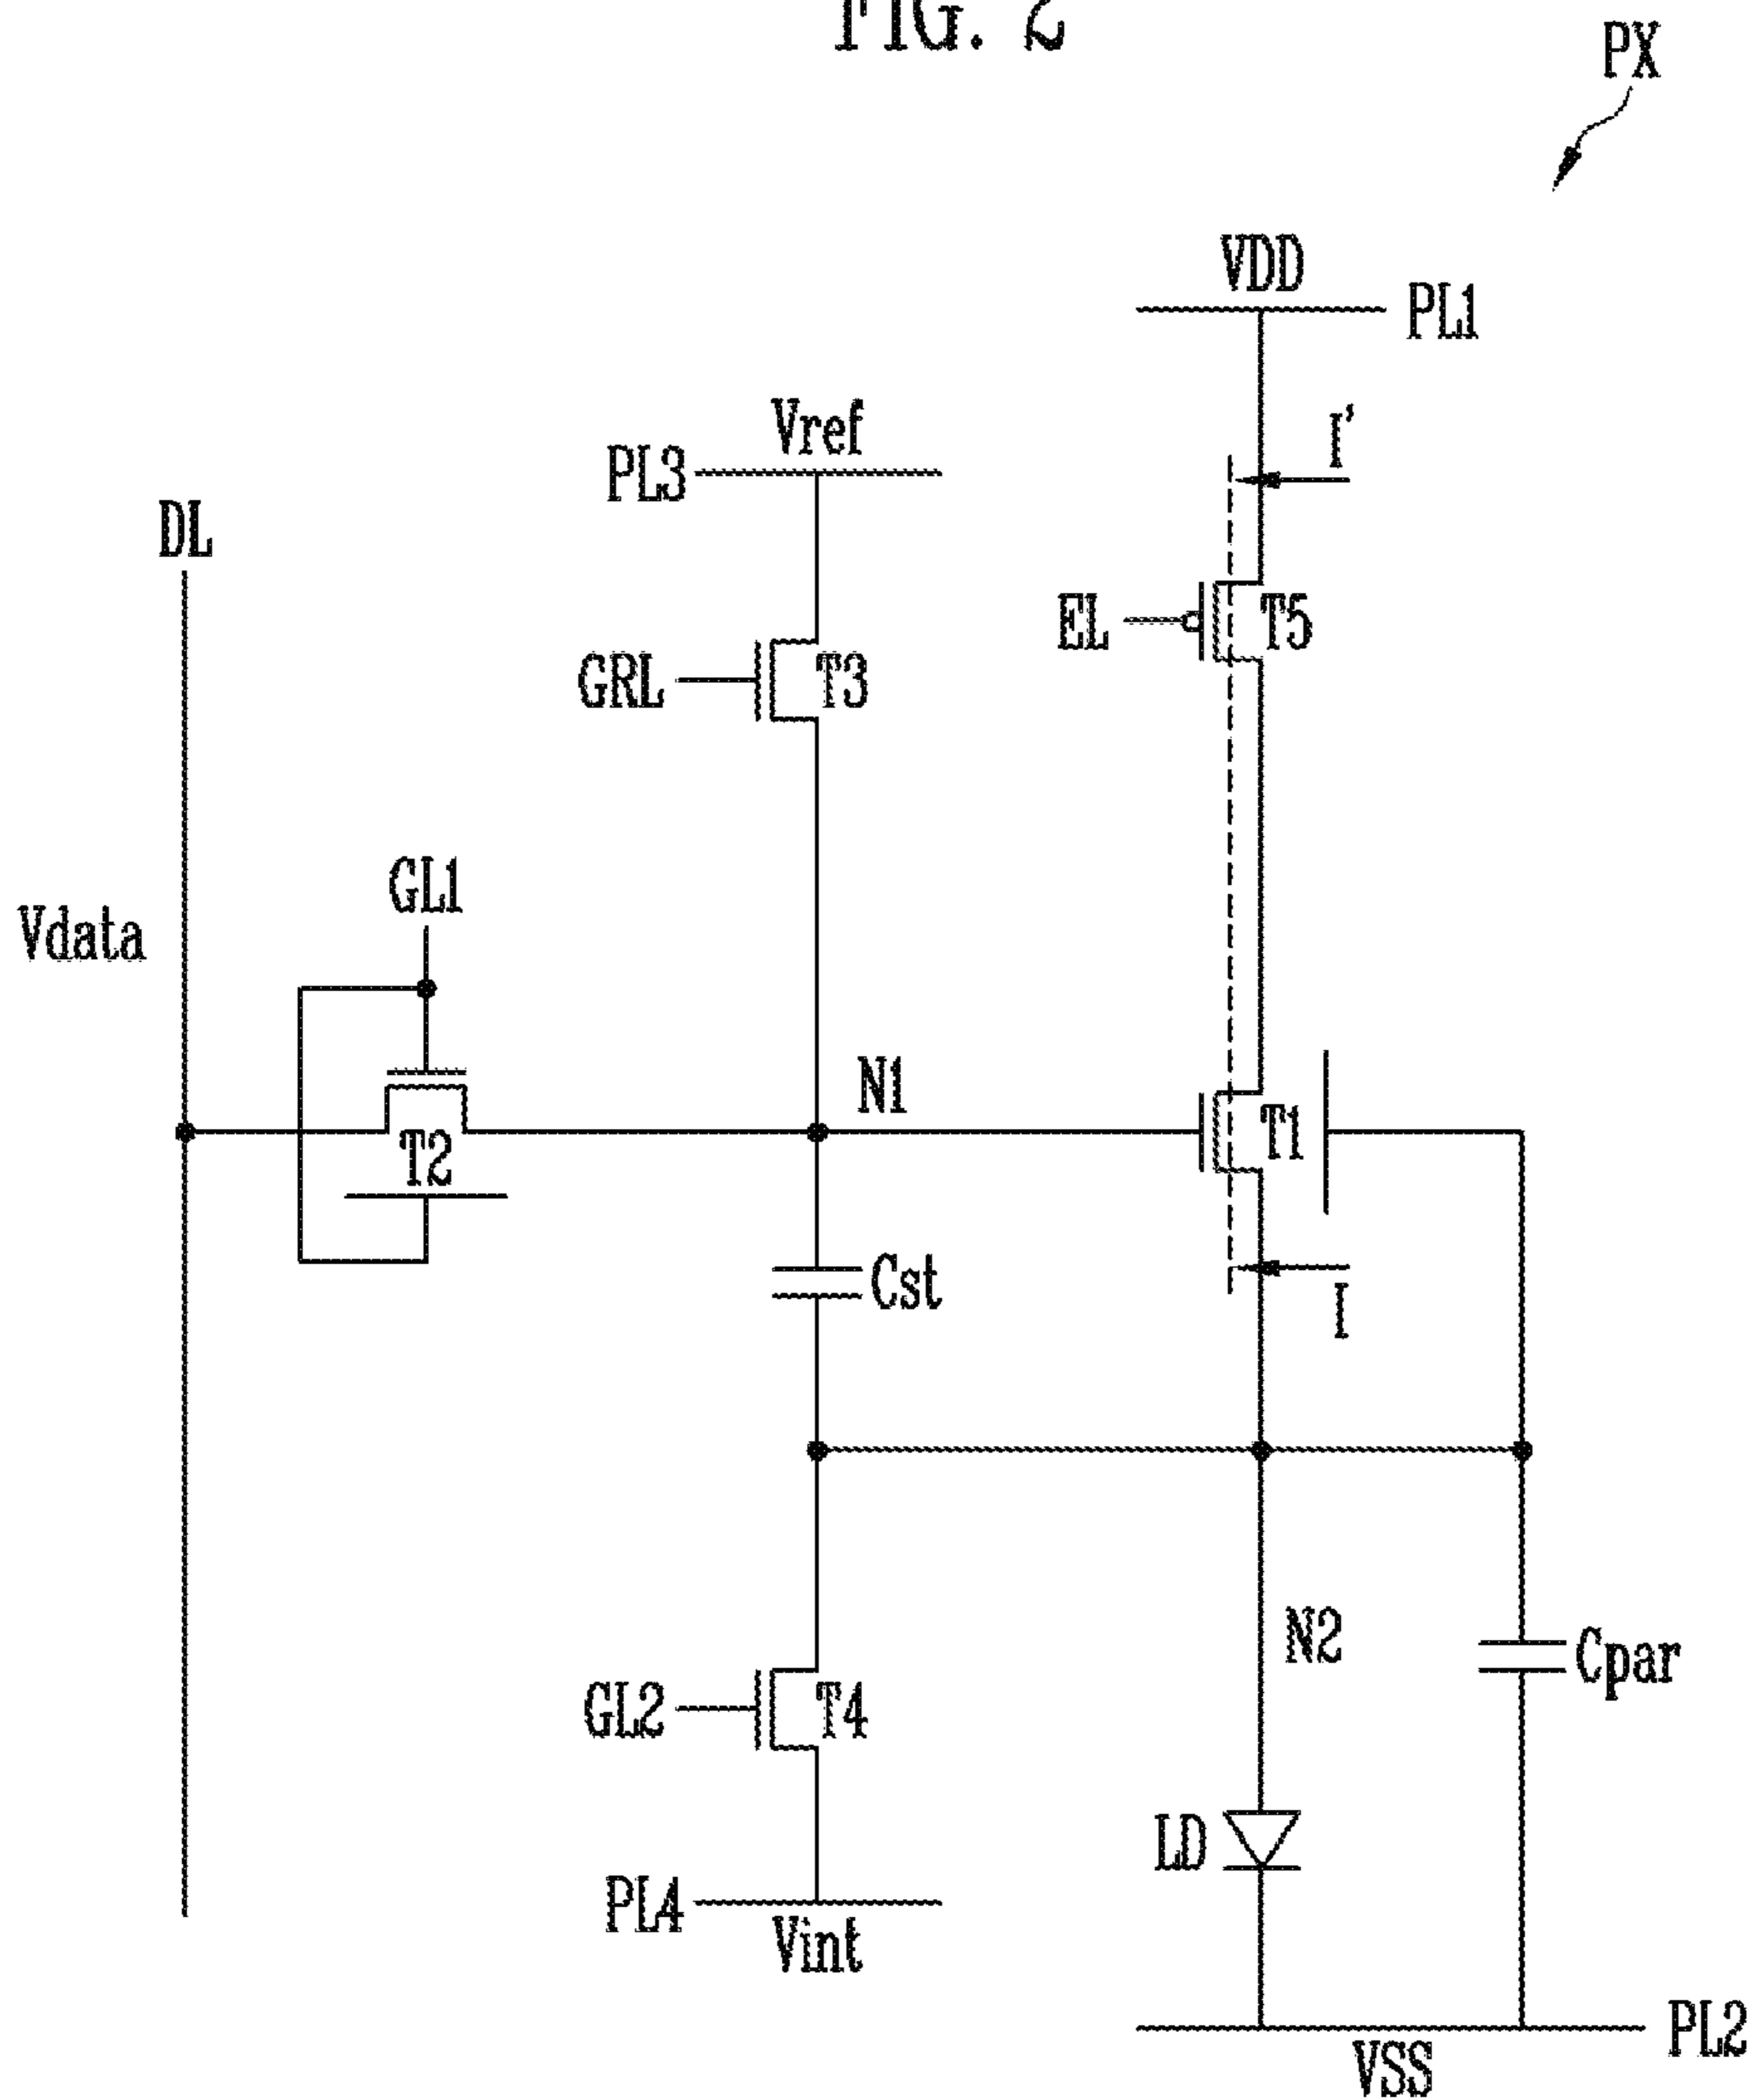 FIG. 2
PX
VDD
PL1
Vref
PL3
I'
DL
EL
T5
GRL
T3
GL1
Vdata
N1
T1
T2
Cst
I
N2
Cpar
GL2
T4
LD
PL4
Vint
PL2
VSS